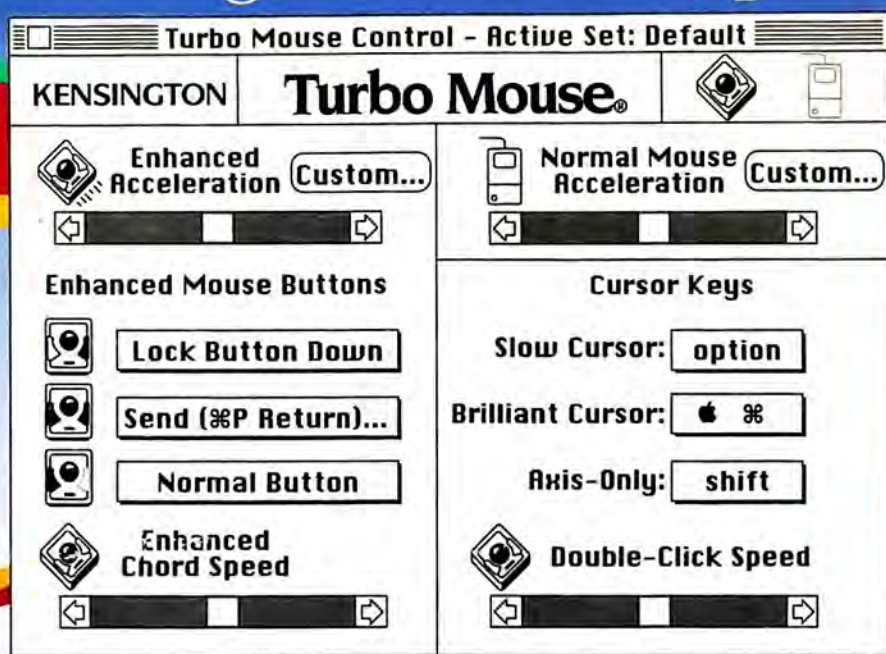 Turbo Mouse Control - Active Set: Default
KENSINGTON
Turbo Mouse®
Enhanced
Acceleration
Custom...
Normal Mouse
Acceleration
Custom...
Enhanced Mouse Buttons
Lock Button Down
Send (⌘P Return)...
Normal Button
Enhanced
Chord Speed
Cursor Keys
Slow Cursor: option
Brilliant Cursor:  ⌘
Axis-Only: shift
Double-Click Speed